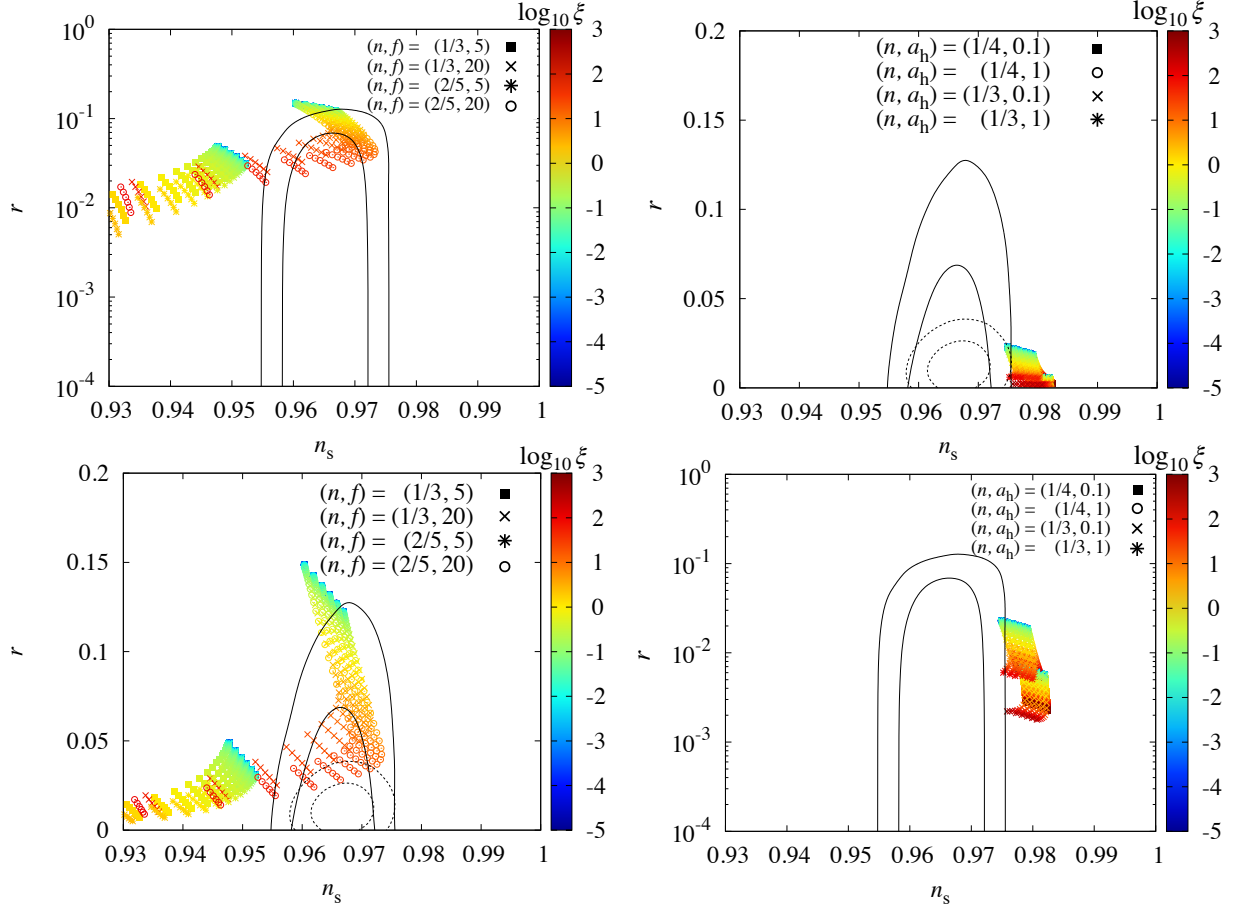 log₁₀ ξ
(n, f) = (1/3, 5)
(n, f) = (1/3, 20)
(n, f) = (2/5, 5)
(n, f) = (2/5, 20)
10⁰
10⁻¹
10⁻²
10⁻³
10⁻⁴
r
0.93 0.94 0.95 0.96 0.97 0.98 0.99 1
nₛ
3
2
1
0
-1
-2
-3
-4
-5
log₁₀ ξ
(n, aₕ) = (1/4, 0.1)
(n, aₕ) = (1/4, 1)
(n, aₕ) = (1/3, 0.1)
(n, aₕ) = (1/3, 1)
0.2
0.15
0.1
0.05
0
r
0.93 0.94 0.95 0.96 0.97 0.98 0.99 1
nₛ
3
2
1
0
-1
-2
-3
-4
-5
log₁₀ ξ
(n, f) = (1/3, 5)
(n, f) = (1/3, 20)
(n, f) = (2/5, 5)
(n, f) = (2/5, 20)
0.2
0.15
0.1
0.05
0
r
0.93 0.94 0.95 0.96 0.97 0.98 0.99 1
nₛ
3
2
1
0
-1
-2
-3
-4
-5
log₁₀ ξ
(n, aₕ) = (1/4, 0.1)
(n, aₕ) = (1/4, 1)
(n, aₕ) = (1/3, 0.1)
(n, aₕ) = (1/3, 1)
10⁰
10⁻¹
10⁻²
10⁻³
10⁻⁴
r
0.93 0.94 0.95 0.96 0.97 0.98 0.99 1
nₛ
3
2
1
0
-1
-2
-3
-4
-5